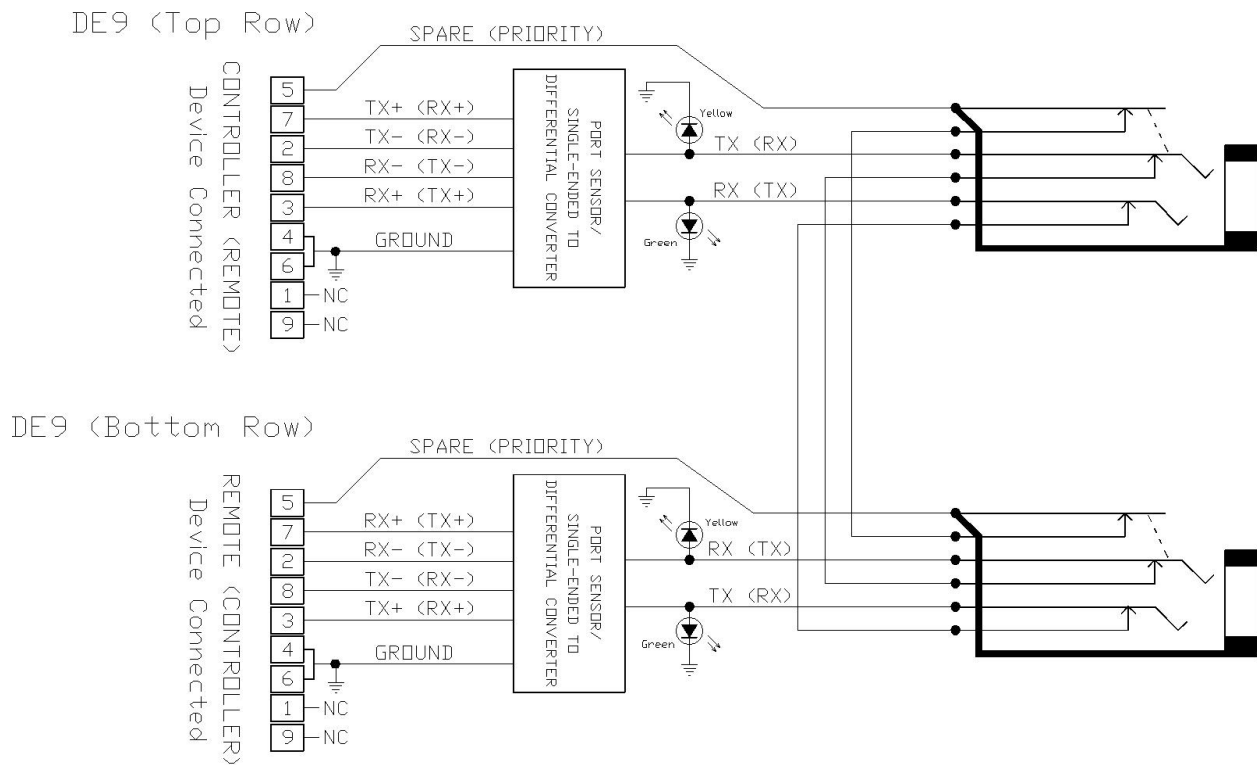 DE9 (Top Row)
SPARE (PRIORITY)
CONTROLLER (REMOTE)
Device Connected
5
7
2
8
3
4
6
1
9
TX+ (RX+)
TX- (RX-)
RX- (TX-)
RX+ (TX+)
GROUND
NC
NC
PORT SENSOR/
SINGLE-ENDED TO
DIFFERENTIAL CONVERTER
Yellow
TX (RX)
RX (TX)
Green
DE9 (Bottom Row)
SPARE (PRIORITY)
REMOTE (CONTROLLER)
Device Connected
5
7
2
8
3
4
6
1
9
RX+ (TX+)
RX- (TX-)
TX- (RX-)
TX+ (RX+)
GROUND
NC
NC
PORT SENSOR/
SINGLE-ENDED TO
DIFFERENTIAL CONVERTER
Yellow
RX (TX)
TX (RX)
Green